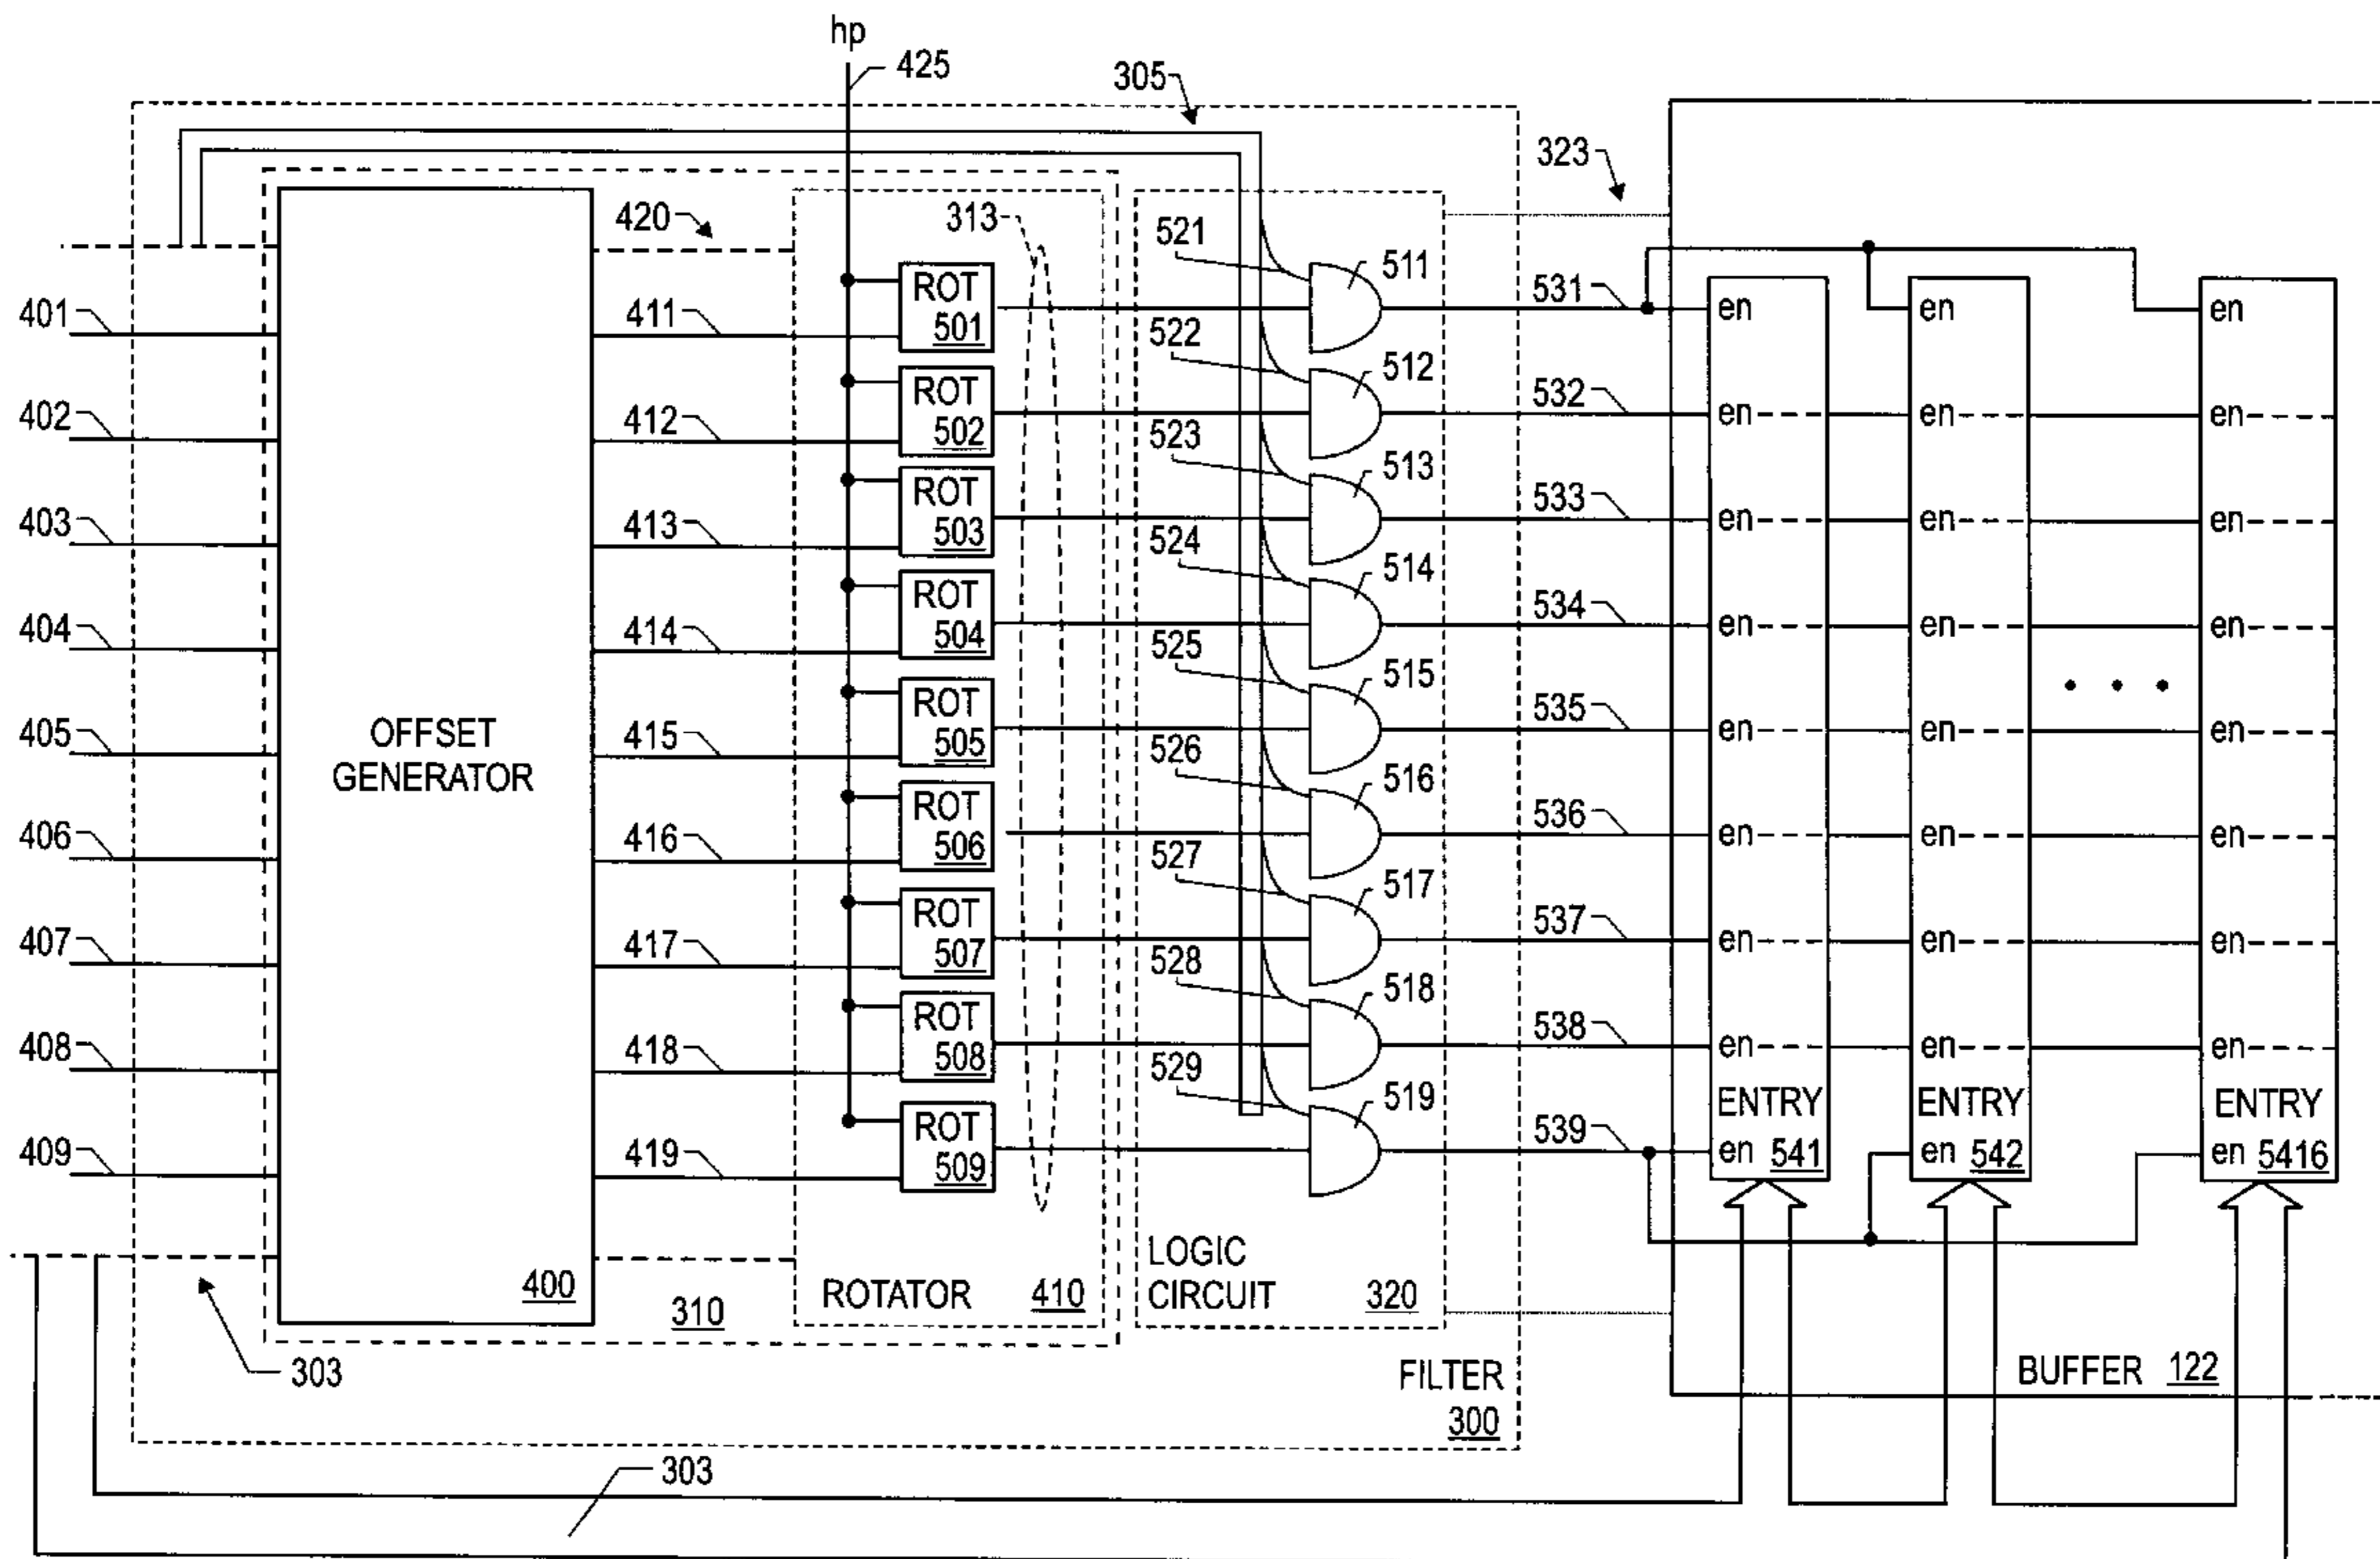 hp
425
305
323
420
313
521
511
531
401
411
ROT
501
en
en
en
522
512
402
412
ROT
502
532
en
en
en
523
513
403
413
ROT
503
533
en
en
en
524
514
404
414
ROT
504
534
en
en
en
525
515
405
415
ROT
505
535
en
en
en
OFFSET
GENERATOR
526
516
406
416
ROT
506
536
en
en
en
527
517
407
417
ROT
507
537
en
en
en
528
518
408
418
ROT
508
538
en
en
en
529
519
409
419
ROT
509
539
ENTRY
en 541
ENTRY
en 542
ENTRY
en 5416
400
310
ROTATOR 410
LOGIC
CIRCUIT 320
303
FILTER
300
BUFFER 122
303